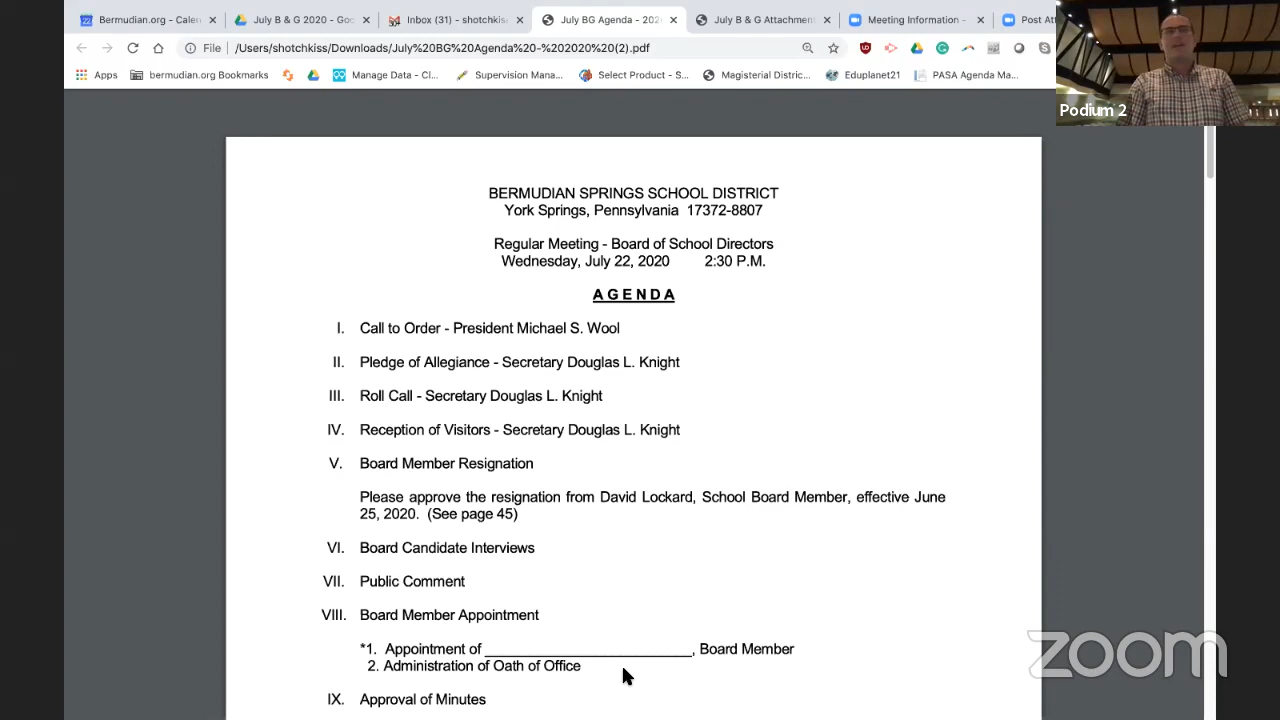 Bermudian.org - Cale
July B & G 2020 - Go
Inbox (31) - shotchkis
July BG Agenda - 202
July B & G Attachmen
Meeting Information -
Post Att
File
/Users/shotchkiss/Downloads/July%20BG%20Agenda%20-%202020%20(2).pdf
Apps
bermudian.org Bookmarks
Manage Data - Cl...
Supervision Mana...
Select Product - S...
Magisterial Distric...
Eduplanet21
PASA Agenda Ma...
Podium 2
BERMUDIAN SPRINGS SCHOOL DISTRICT
York Springs, Pennsylvania 17372-8807
Regular Meeting - Board of School Directors
Wednesday, July 22, 2020 2:30 P.M.
A G E N D A
I. Call to Order - President Michael S. Wool
II. Pledge of Allegiance - Secretary Douglas L. Knight
III. Roll Call - Secretary Douglas L. Knight
IV. Reception of Visitors - Secretary Douglas L. Knight
V. Board Member Resignation
Please approve the resignation from David Lockard, School Board Member, effective June
25, 2020. (See page 45)
VI. Board Candidate Interviews
VII. Public Comment
VIII. Board Member Appointment
*1. Appointment of _________________________, Board Member
2. Administration of Oath of Office
IX. Approval of Minutes
zoom